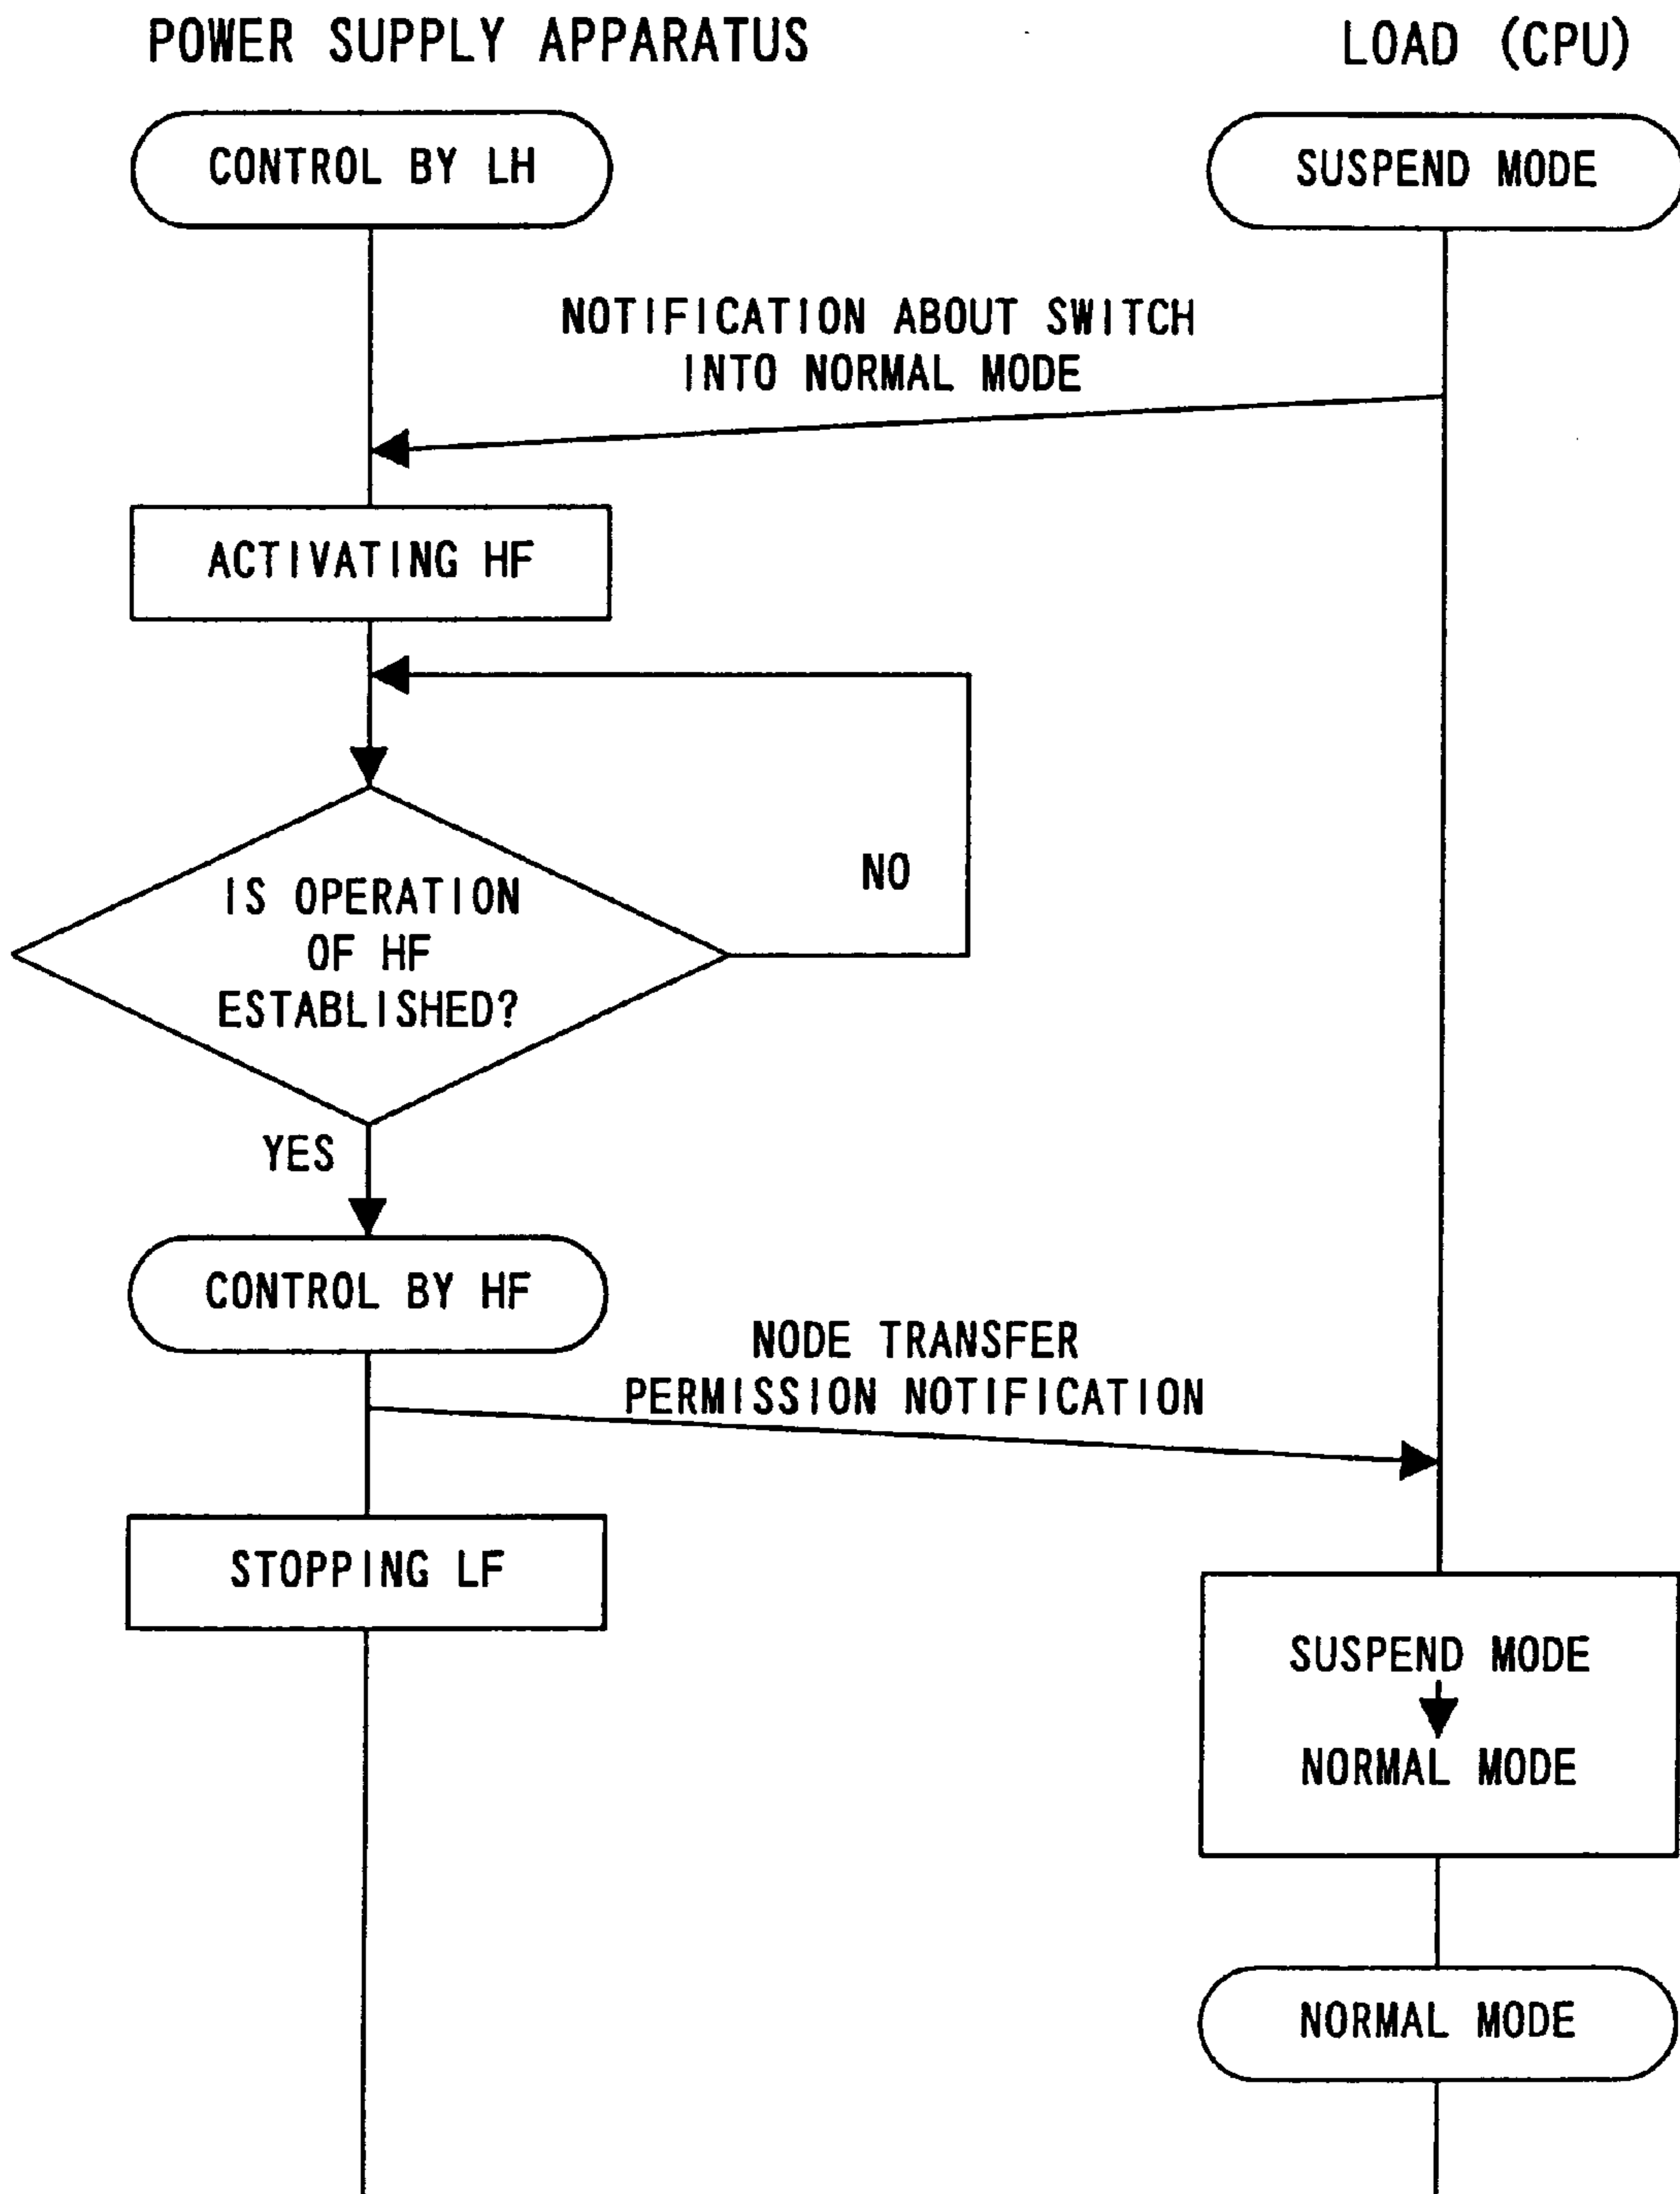 POWER SUPPLY APPARATUS
LOAD (CPU)
CONTROL BY LH
SUSPEND MODE
NOTIFICATION ABOUT SWITCH
INTO NORMAL MODE
ACTIVATING HF
NO
IS OPERATION
OF HF
ESTABLISHED?
YES
CONTROL BY HF
NODE TRANSFER
PERMISSION NOTIFICATION
STOPPING LF
SUSPEND MODE
NORMAL MODE
NORMAL MODE